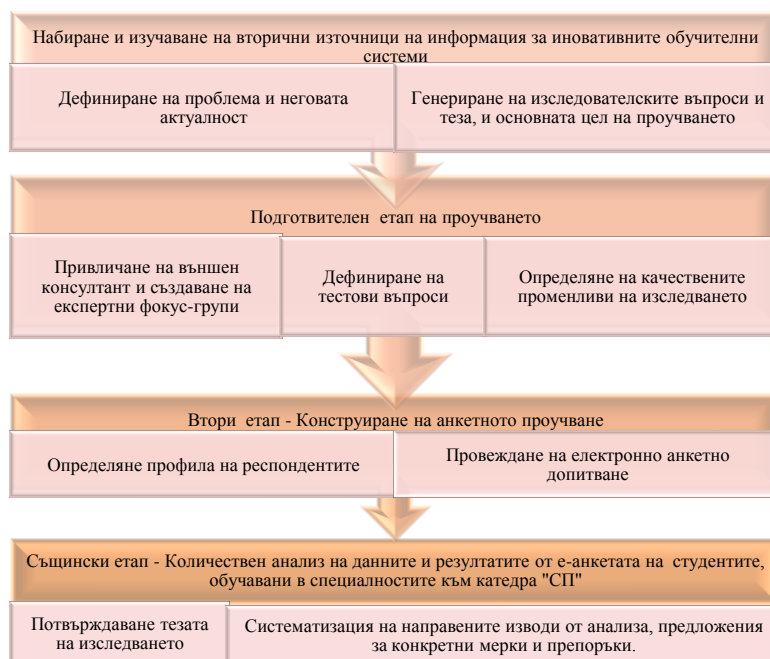 Набиране и изучаване на вторични източници на информация за иновативните обучителни
системи
Дефиниране на проблема и неговата
актуалност
Генериране на изследователските въпроси и
теза, и основната цел на проучването
Подготвителен етап на проучването
Привличане на външен
консултант и създаване на
експертни фокус-групи
Дефиниране на
тестови въпроси
Определяне на качествените
променливи на изследването
Втори етап - Конструиране на анкетното проучване
Определяне профила на респондентите
Провеждане на електронно анкетно
допитване
Същински етап - Количествен анализ на данните и резултатите от е-анкетата на студентите,
обучавани в специалностите към катедра "СП"
Потвърждаване тезата
на изследването
Систематизация на направените изводи от анализа, предложения
за конкретни мерки и препоръки.